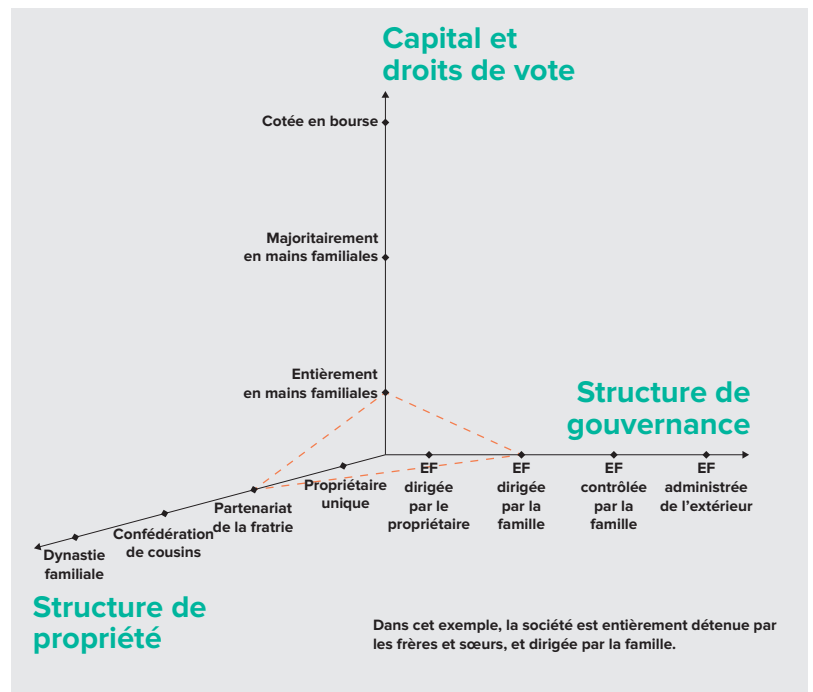 Capital et
droits de vote
Cotée en bourse
Majoritairement
en mains familiales
Entièrement
en mains familiales
Structure de
gouvernance
EF
dirigée
par le
propriétaire
EF
dirigée
par la
famille
EF
contrôlée
par la
famille
EF
administrée
de l'extérieur
Propriétaire
unique
Partenariat
de la fratrie
Confédération
de cousins
Dynastie
familiale
Structure de
propriété
Dans cet exemple, la société est entièrement détenue par
les frères et sœurs, et dirigée par la famille.